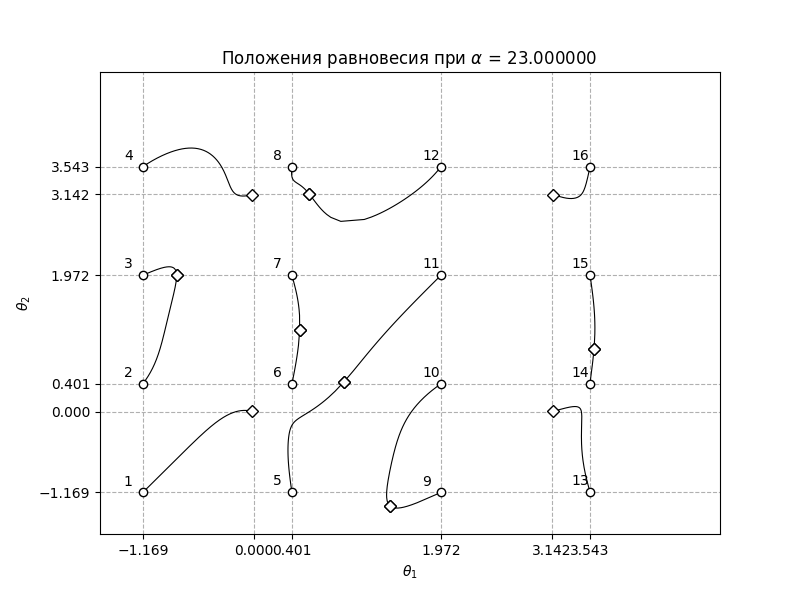 Положения равновесия при α = 23.000000
4 8 12 16
3.543
3.142
3 7 11 15
1.972
θ₂
2 6 10 14
0.401
0.000
1 5 9 13
−1.169
−1.169 0.000 0.401 1.972 3.142 3.543
θ₁